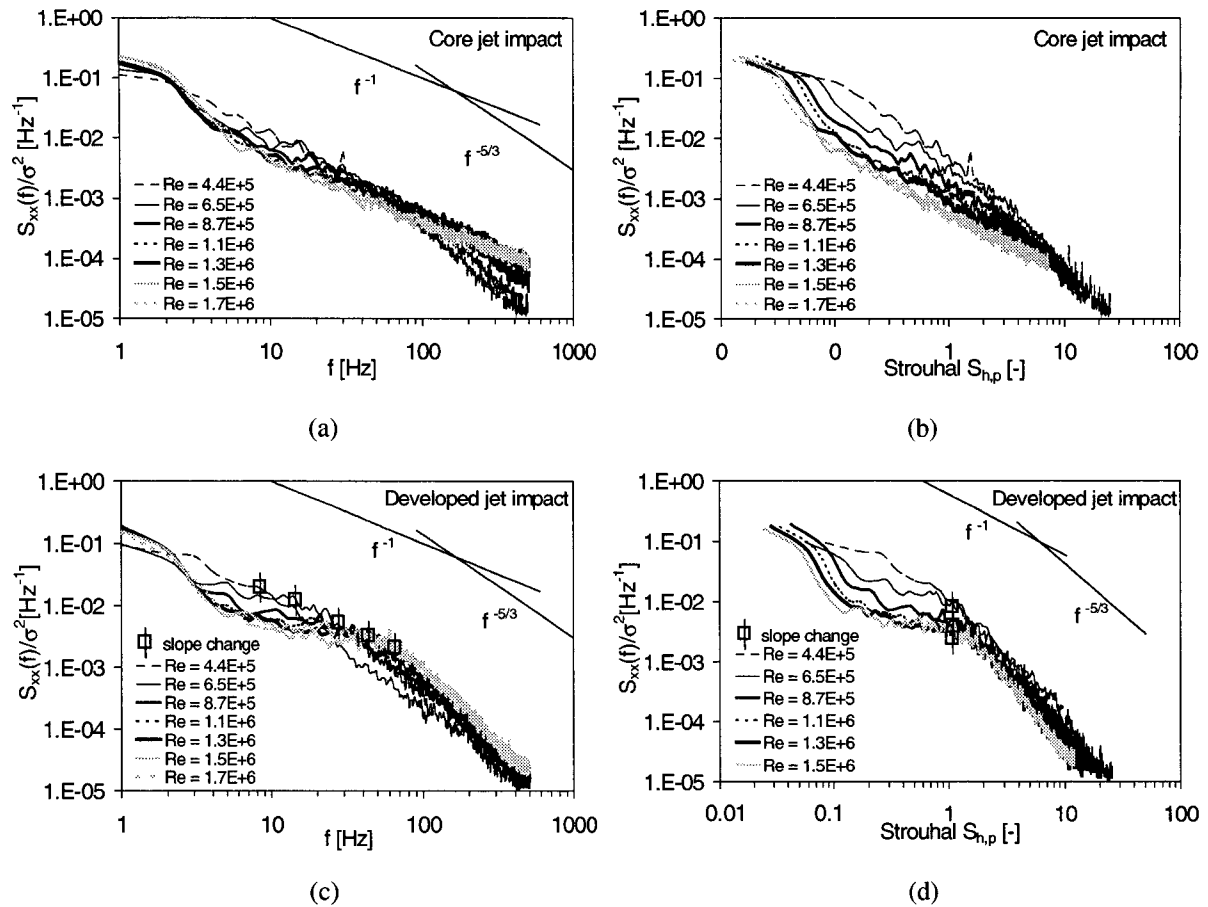 1.E+00
1.E-01
1.E-02
1.E-03
1.E-04
1.E-05
S_xx(f)/σ² [Hz⁻¹]
Core jet impact
f⁻¹
f⁻⁵/³
Re = 4.4E+5
Re = 6.5E+5
Re = 8.7E+5
Re = 1.1E+6
Re = 1.3E+6
Re = 1.5E+6
Re = 1.7E+6
1 10 100 1000
f [Hz]
(a)
1.E+00
1.E-01
1.E-02
1.E-03
1.E-04
1.E-05
S_xx(f)/σ² [Hz⁻¹]
Core jet impact
Re = 4.4E+5
Re = 6.5E+5
Re = 8.7E+5
Re = 1.1E+6
Re = 1.3E+6
Re = 1.5E+6
Re = 1.7E+6
0 0 1 10 100
Strouhal S_h,p [-]
(b)
1.E+00
1.E-01
1.E-02
1.E-03
1.E-04
1.E-05
S_xx(f)/σ²[Hz⁻¹]
Developed jet impact
f⁻¹
f⁻⁵/³
slope change
Re = 4.4E+5
Re = 6.5E+5
Re = 8.7E+5
Re = 1.1E+6
Re = 1.3E+6
Re = 1.5E+6
Re = 1.7E+6
1 10 100 1000
f [Hz]
(c)
1.E+00
1.E-01
1.E-02
1.E-03
1.E-04
1.E-05
S_xx(f)/σ² [Hz⁻¹]
Developed jet impact
f⁻¹
f⁻⁵/³
slope change
Re = 4.4E+5
Re = 6.5E+5
Re = 8.7E+5
Re = 1.1E+6
Re = 1.3E+6
Re = 1.5E+6
0.01 0.1 1 10 100
Strouhal S_h,p [-]
(d)